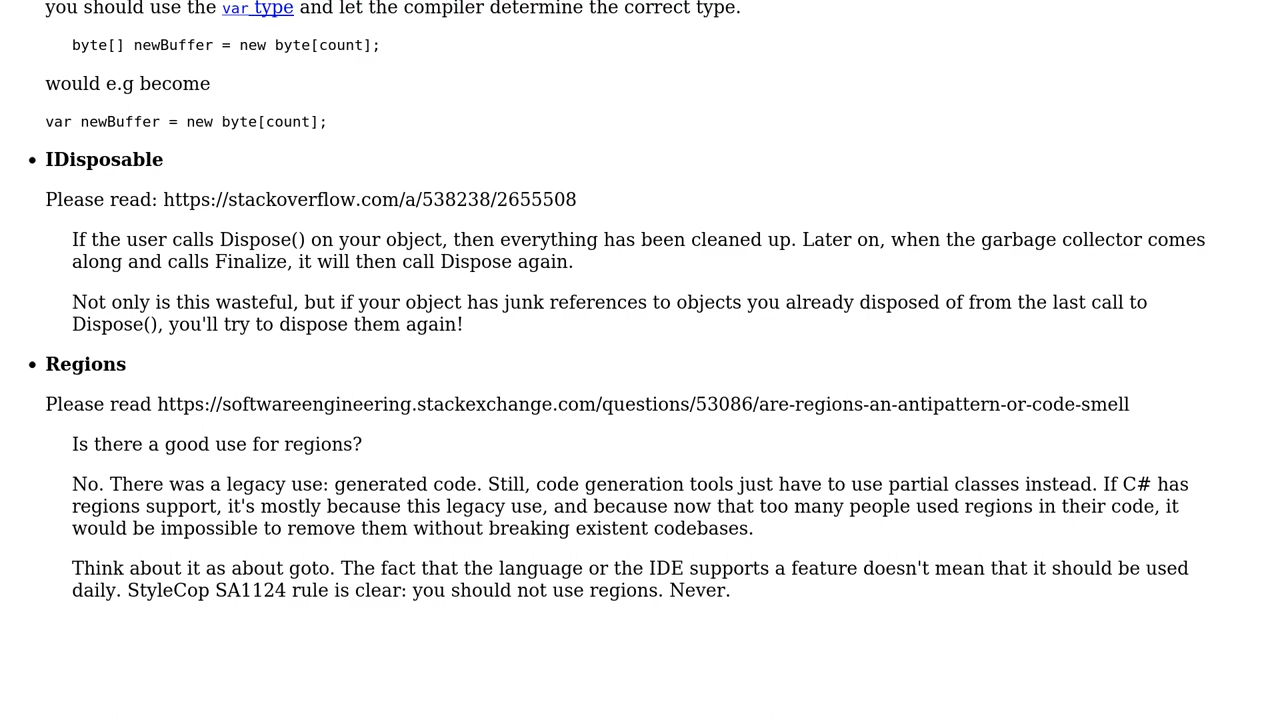 you should use the var type and let the compiler determine the correct type.
byte[] newBuffer = new byte[count];
would e.g become
var newBuffer = new byte[count];
• IDisposable
Please read: https://stackoverflow.com/a/538238/2655508
If the user calls Dispose() on your object, then everything has been cleaned up. Later on, when the garbage collector comes
along and calls Finalize, it will then call Dispose again.
Not only is this wasteful, but if your object has junk references to objects you already disposed of from the last call to
Dispose(), you'll try to dispose them again!
• Regions
Please read https://softwareengineering.stackexchange.com/questions/53086/are-regions-an-antipattern-or-code-smell
Is there a good use for regions?
No. There was a legacy use: generated code. Still, code generation tools just have to use partial classes instead. If C# has
regions support, it's mostly because this legacy use, and because now that too many people used regions in their code, it
would be impossible to remove them without breaking existent codebases.
Think about it as about goto. The fact that the language or the IDE supports a feature doesn't mean that it should be used
daily. StyleCop SA1124 rule is clear: you should not use regions. Never.